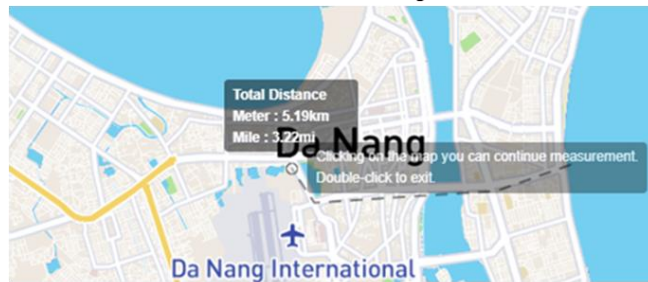 Total Distance
Meter : 5.19km
Mile : 3.22mi
Da Nang
Clicking on the map you can continue measurement.
Double-click to exit.
Da Nang International